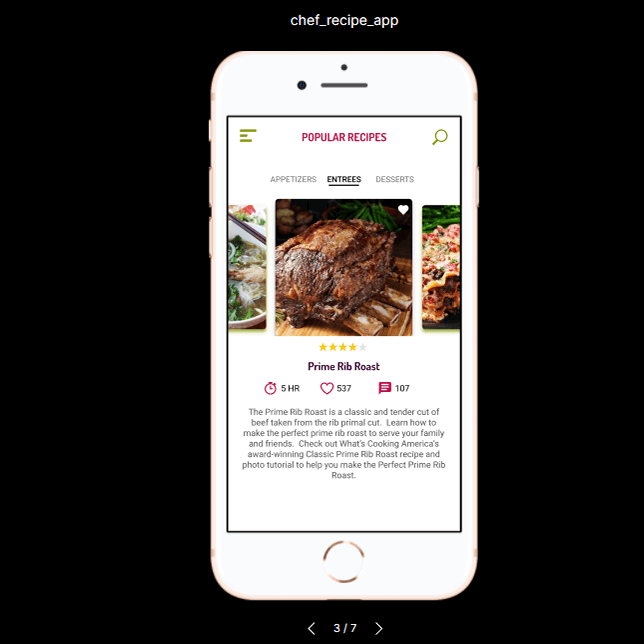 chef_recipe_app
POPULAR RECIPES
APPETIZERS ENTREES DESSERTS
Prime Rib Roast
5 HR 537 107
The Prime Rib Roast is a classic and tender cut of
beef taken from the rib primal cut. Learn how to
make the perfect prime rib roast to serve your family
and friends. Check out What's Cooking America's
award-winning Classic Prime Rib Roast recipe and
photo tutorial to help you make the Perfect Prime Rib
Roast.
3 / 7